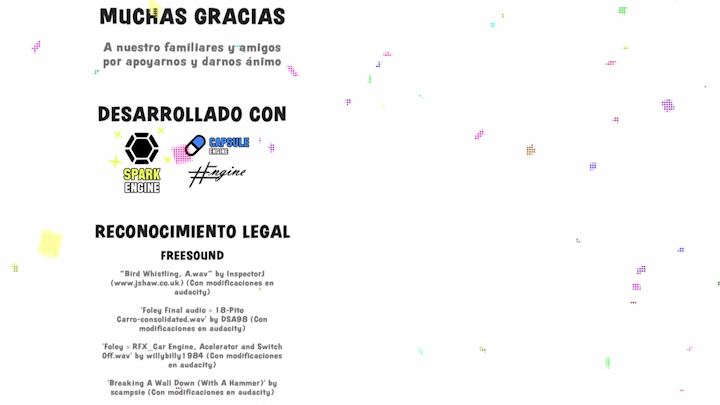 MUCHAS GRACIAS
A nuestro familiares y amigos
por apoyarnos y darnos ánimo
DESARROLLADO CON
SPARK
ENGINE
CAPSULE
ENGINE
#Engine
RECONOCIMIENTO LEGAL
FREESOUND
"Bird Whistling, A.wav" by InspectorJ
(www.jshaw.co.uk) (Con modificaciones en
audacity)
'Foley Final audio - 18-Pito
Carro-consolidated.wav' by DSA98 (Con
modificaciones en audacity)
'Foley - RFX_Car Engine, Acelerator and Switch
Off.wav' by willybilly1984 (Con modificaciones
en audacity)
'Breaking A Wall Down (With A Hammer)' by
scampsie (Con modificaciones en audacity)